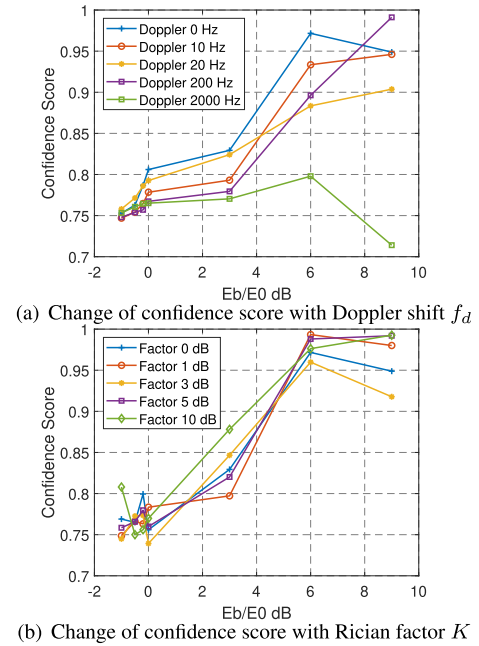 1
0.95
0.9
0.85
0.8
0.75
0.7
Confidence Score
Doppler 0 Hz
Doppler 10 Hz
Doppler 20 Hz
Doppler 200 Hz
Doppler 2000 Hz
-2 0 2 4 6 8 10
Eb/E0 dB
(a) Change of confidence score with Doppler shift f_d
1
0.95
0.9
0.85
0.8
0.75
0.7
Confidence Score
Factor 0 dB
Factor 1 dB
Factor 3 dB
Factor 5 dB
Factor 10 dB
-2 0 2 4 6 8 10
Eb/E0 dB
(b) Change of confidence score with Rician factor K